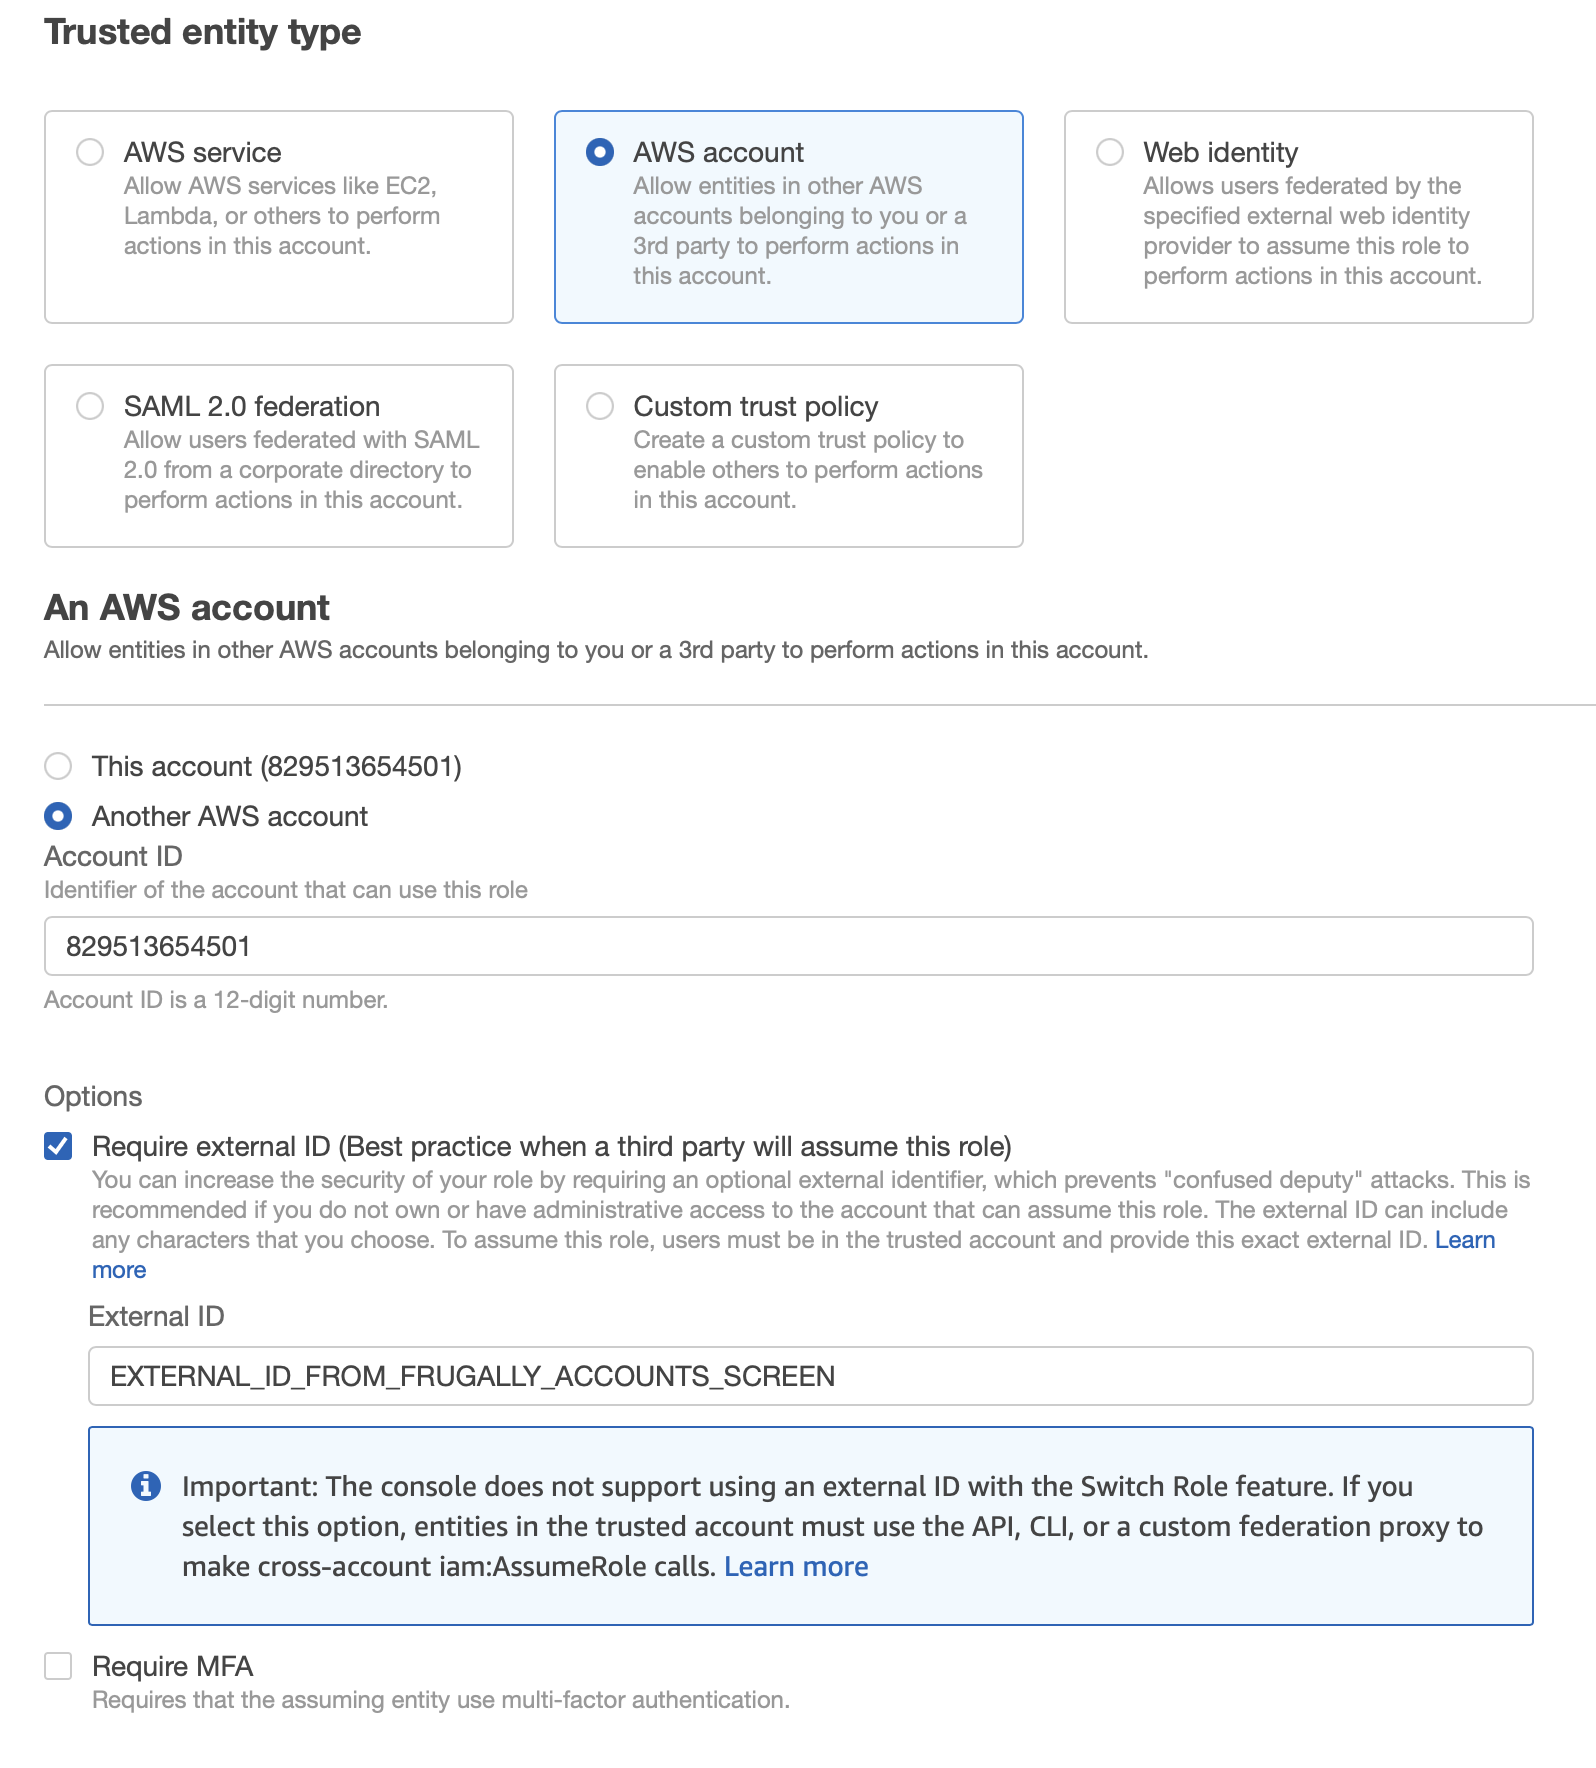 Trusted entity type
AWS service
Allow AWS services like EC2,
Lambda, or others to perform
actions in this account.
AWS account
Allow entities in other AWS
accounts belonging to you or a
3rd party to perform actions in
this account.
Web identity
Allows users federated by the
specified external web identity
provider to assume this role to
perform actions in this account.
SAML 2.0 federation
Allow users federated with SAML
2.0 from a corporate directory to
perform actions in this account.
Custom trust policy
Create a custom trust policy to
enable others to perform actions
in this account.
An AWS account
Allow entities in other AWS accounts belonging to you or a 3rd party to perform actions in this account.
This account (829513654501)
Another AWS account
Account ID
Identifier of the account that can use this role
829513654501
Account ID is a 12-digit number.
Options
Require external ID (Best practice when a third party will assume this role)
You can increase the security of your role by requiring an optional external identifier, which prevents "confused deputy" attacks. This is
recommended if you do not own or have administrative access to the account that can assume this role. The external ID can include
any characters that you choose. To assume this role, users must be in the trusted account and provide this exact external ID. Learn
more
External ID
EXTERNAL_ID_FROM_FRUGALLY_ACCOUNTS_SCREEN
Important: The console does not support using an external ID with the Switch Role feature. If you
select this option, entities in the trusted account must use the API, CLI, or a custom federation proxy to
make cross-account iam:AssumeRole calls. Learn more
Require MFA
Requires that the assuming entity use multi-factor authentication.